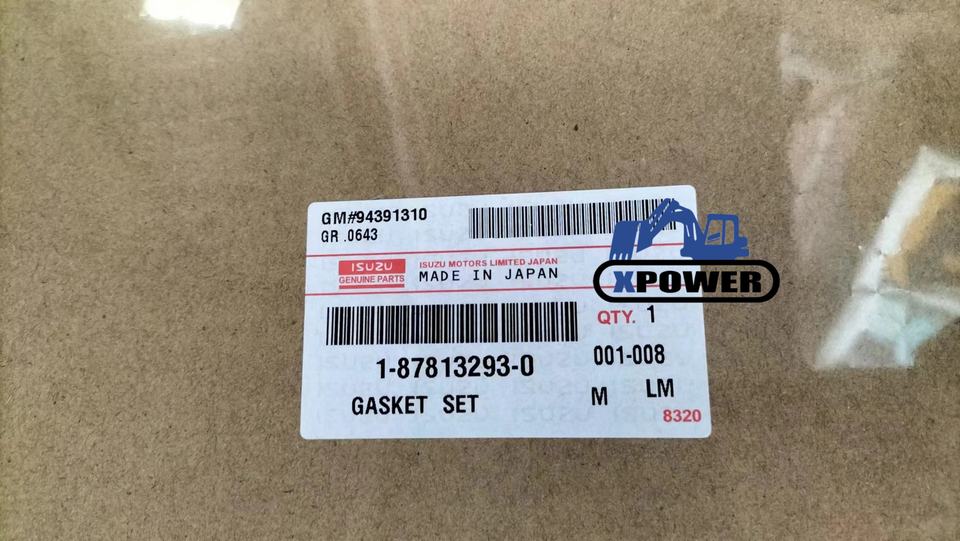 GM#94391310
GR .0643
ISUZU
GENUINE PARTS
ISUZU MOTORS LIMITED JAPAN
MADE IN JAPAN
XPOWER
QTY. 1
1-87813293-0
001-008
GASKET SET
M
LM
8320